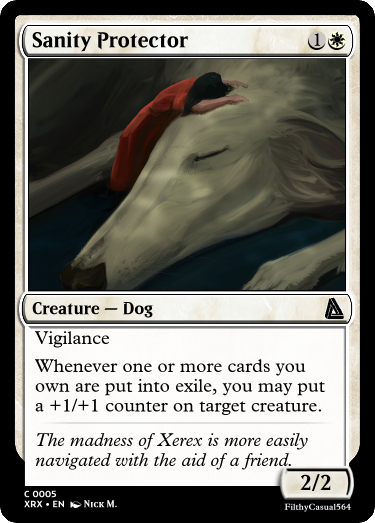 Sanity Protector 1
Creature — Dog
Vigilance
Whenever one or more cards you
own are put into exile, you may put
a +1/+1 counter on target creature.
The madness of Xerex is more easily
navigated with the aid of a friend.
2/2
C 0005
XRX • EN Nick M.
FilthyCasual564